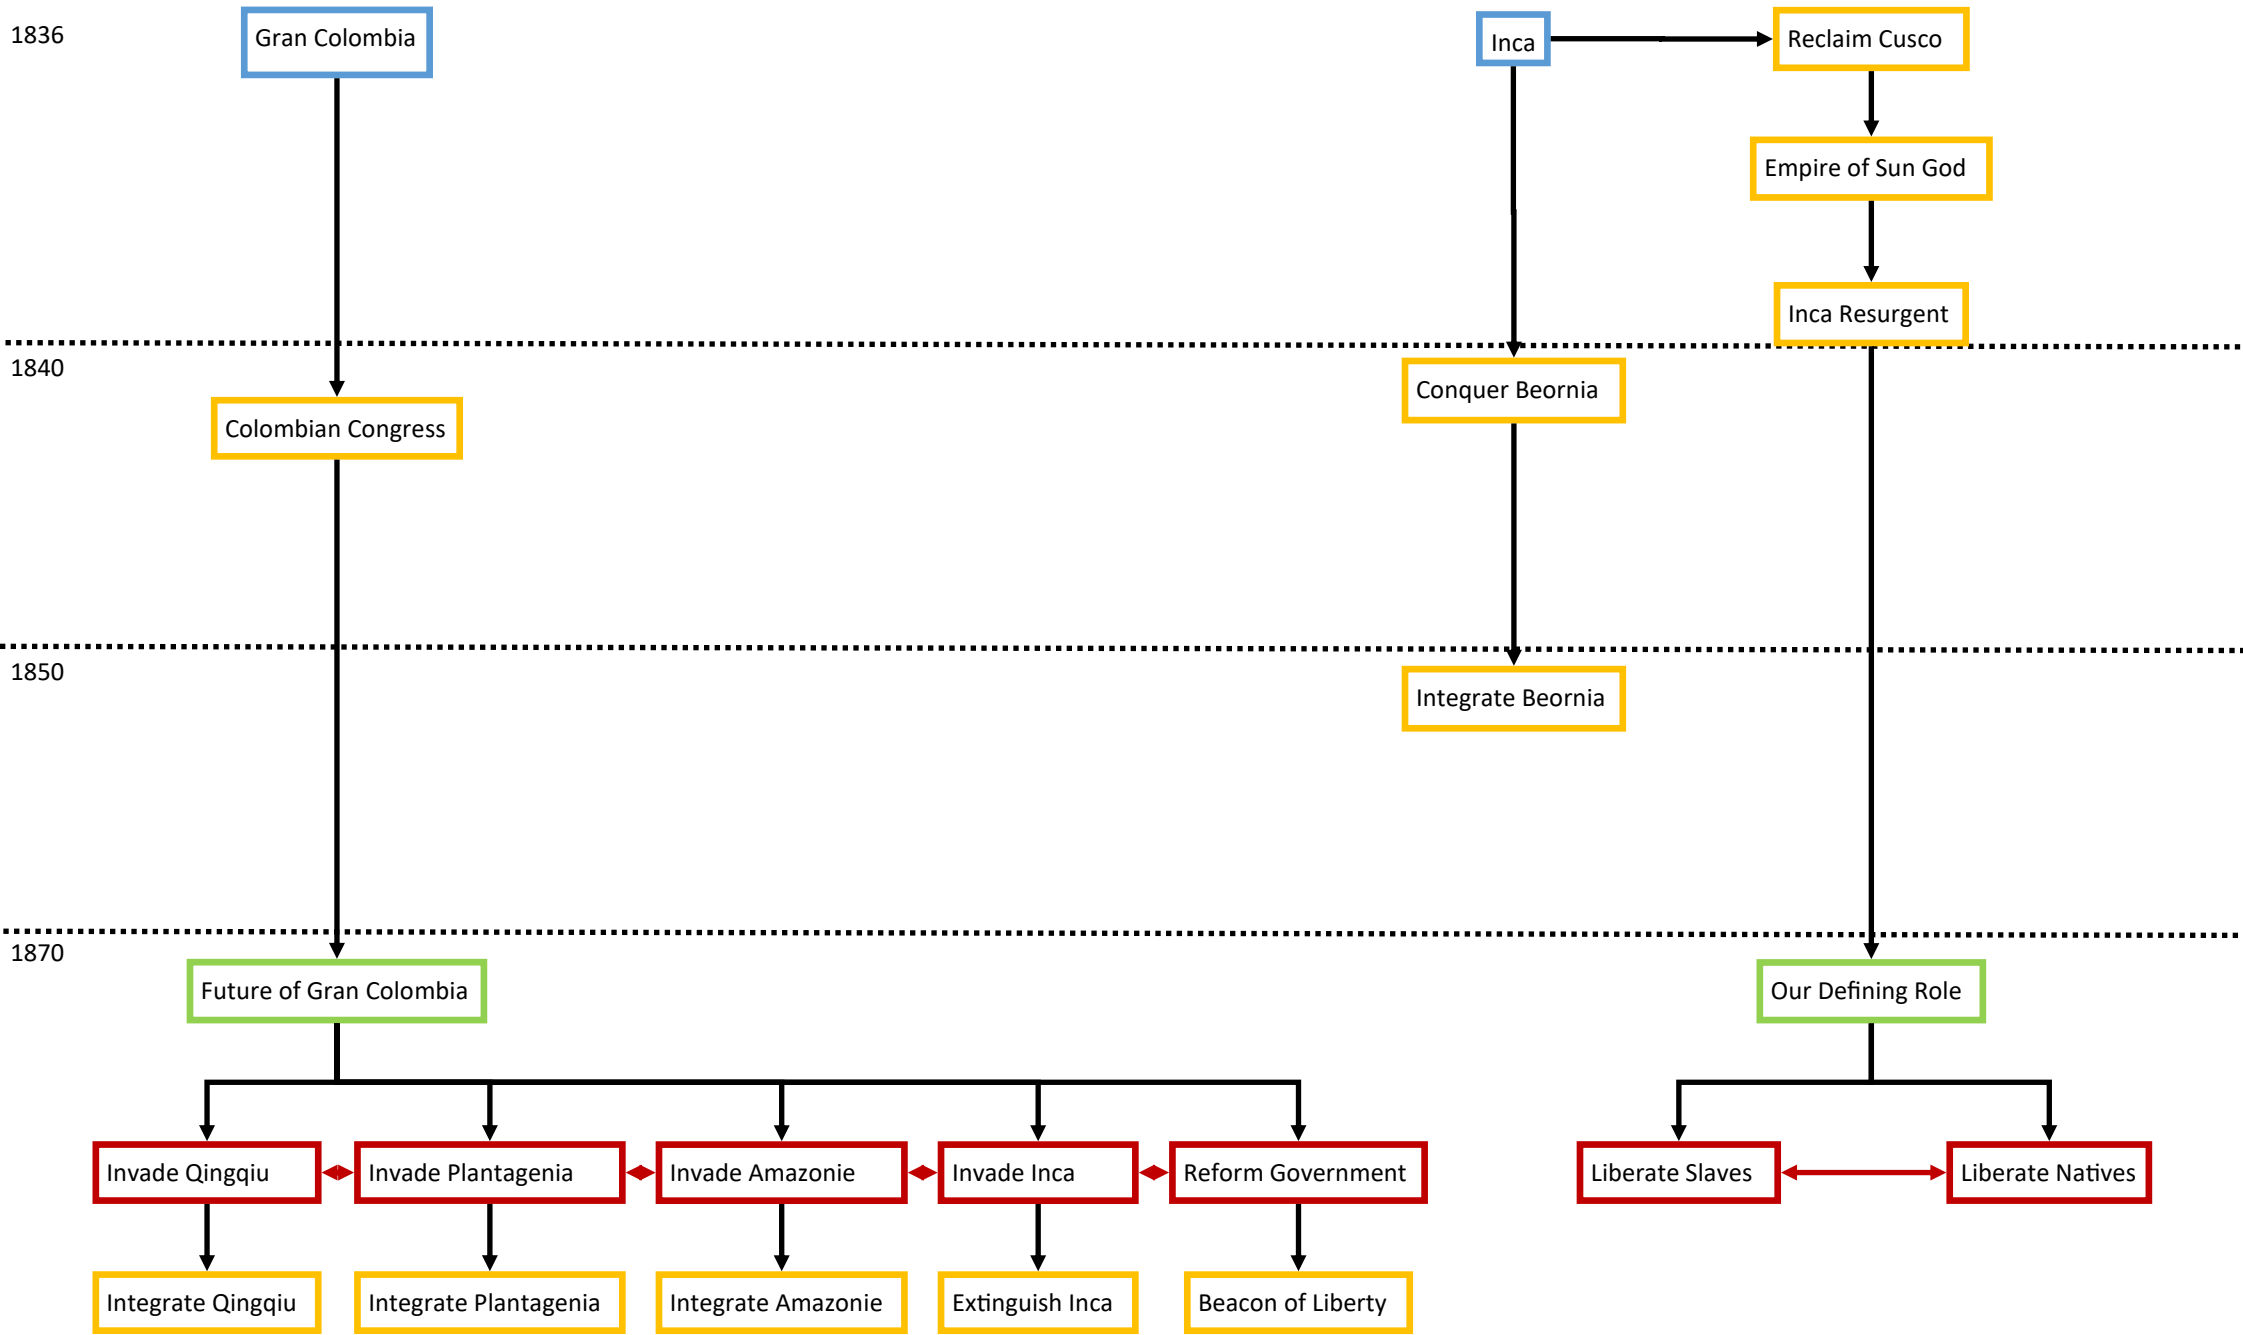 1836
Gran Colombia
Inca
Reclaim Cusco
Empire of Sun God
Inca Resurgent
1840
Conquer Beornia
Colombian Congress
1850
Integrate Beornia
1870
Future of Gran Colombia
Our Defining Role
Invade Qingqiu
Invade Plantagenia
Invade Amazonie
Invade Inca
Reform Government
Liberate Slaves
Liberate Natives
Integrate Qingqiu
Integrate Plantagenia
Integrate Amazonie
Extinguish Inca
Beacon of Liberty